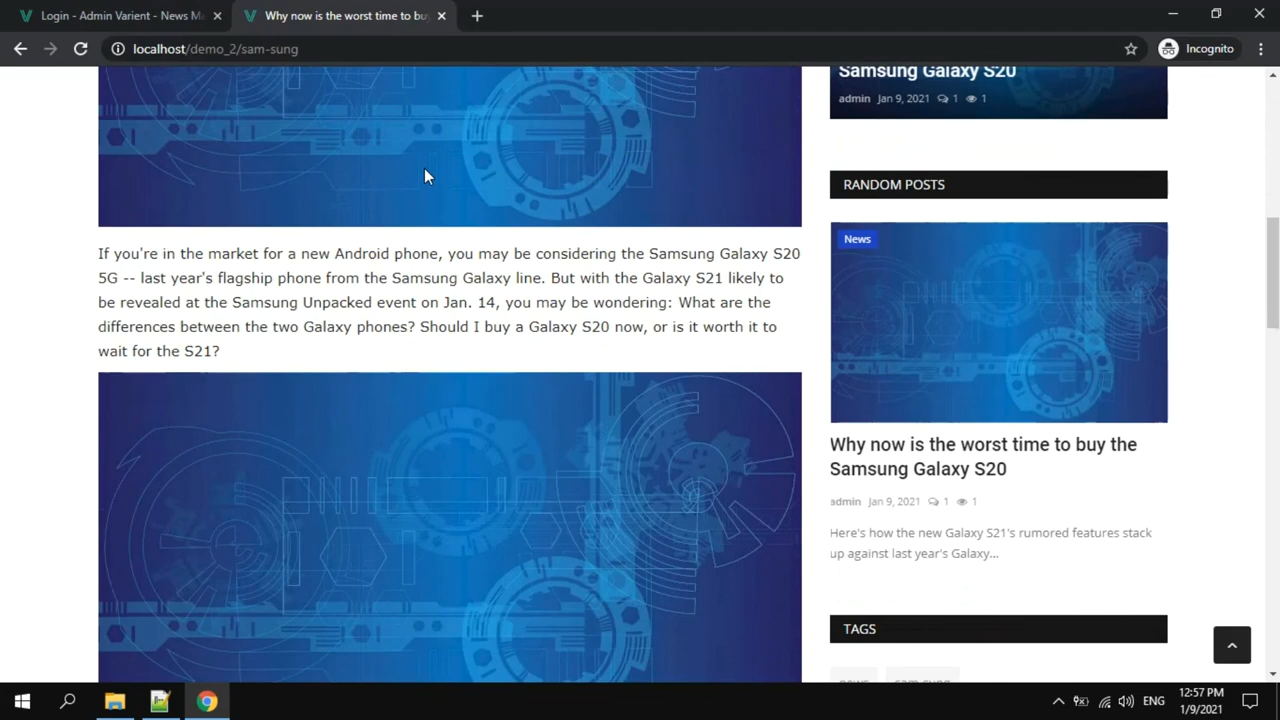 Login - Admin Varient - News Ma
Why now is the worst time to bu
localhost/demo_2/sam-sung
Incognito
Samsung Galaxy S20
admin Jan 9, 2021 1 1
RANDOM POSTS
News
If you're in the market for a new Android phone, you may be considering the Samsung Galaxy S20
5G -- last year's flagship phone from the Samsung Galaxy line. But with the Galaxy S21 likely to
be revealed at the Samsung Unpacked event on Jan. 14, you may be wondering: What are the
differences between the two Galaxy phones? Should I buy a Galaxy S20 now, or is it worth it to
wait for the S21?
Why now is the worst time to buy the
Samsung Galaxy S20
admin Jan 9, 2021 1 1
Here's how the new Galaxy S21's rumored features stack
up against last year's Galaxy...
TAGS
news sam-sung
ENG
12:57 PM
1/9/2021